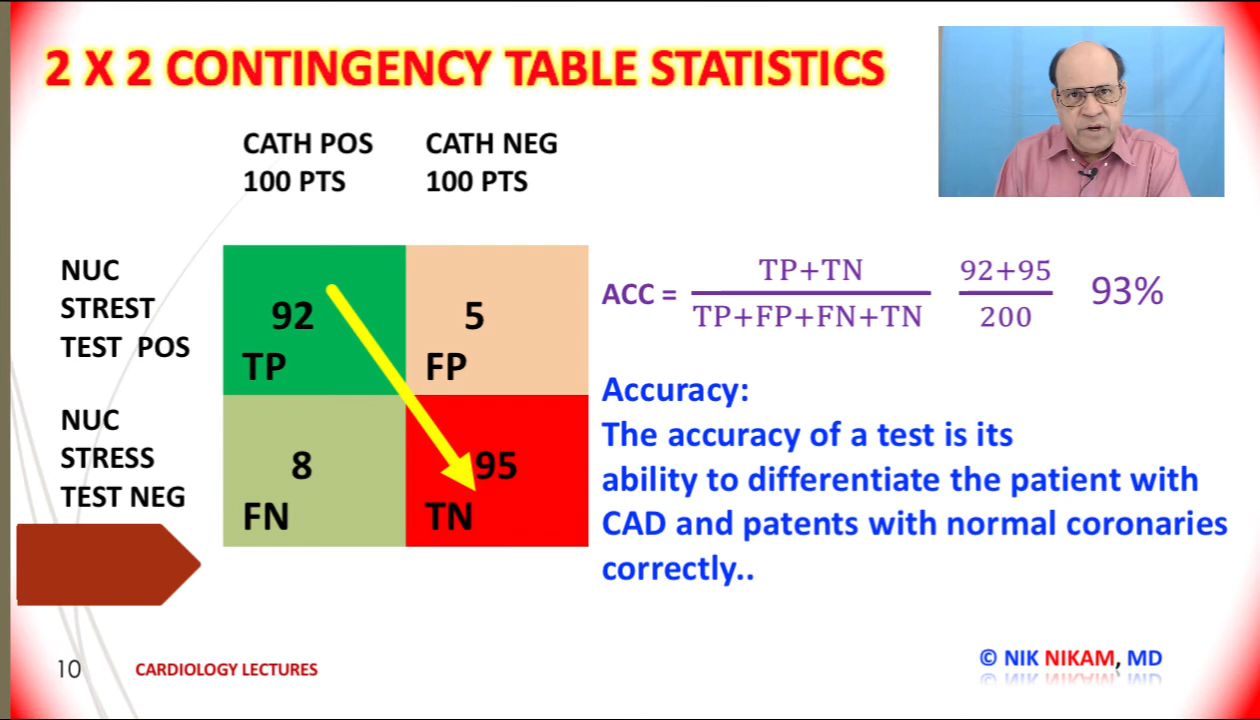 2 X 2 CONTINGENCY TABLE STATISTICS
CATH POS
100 PTS
CATH NEG
100 PTS
NUC
STREST
TEST POS
92
TP
5
FP
NUC
STRESS
TEST NEG
8
FN
95
TN
ACC = TP+TN 92+95 93%
TP+FP+FN+TN 200
Accuracy:
The accuracy of a test is its
ability to differentiate the patient with
CAD and patents with normal coronaries
correctly..
10
CARDIOLOGY LECTURES
© NIK NIKAM, MD